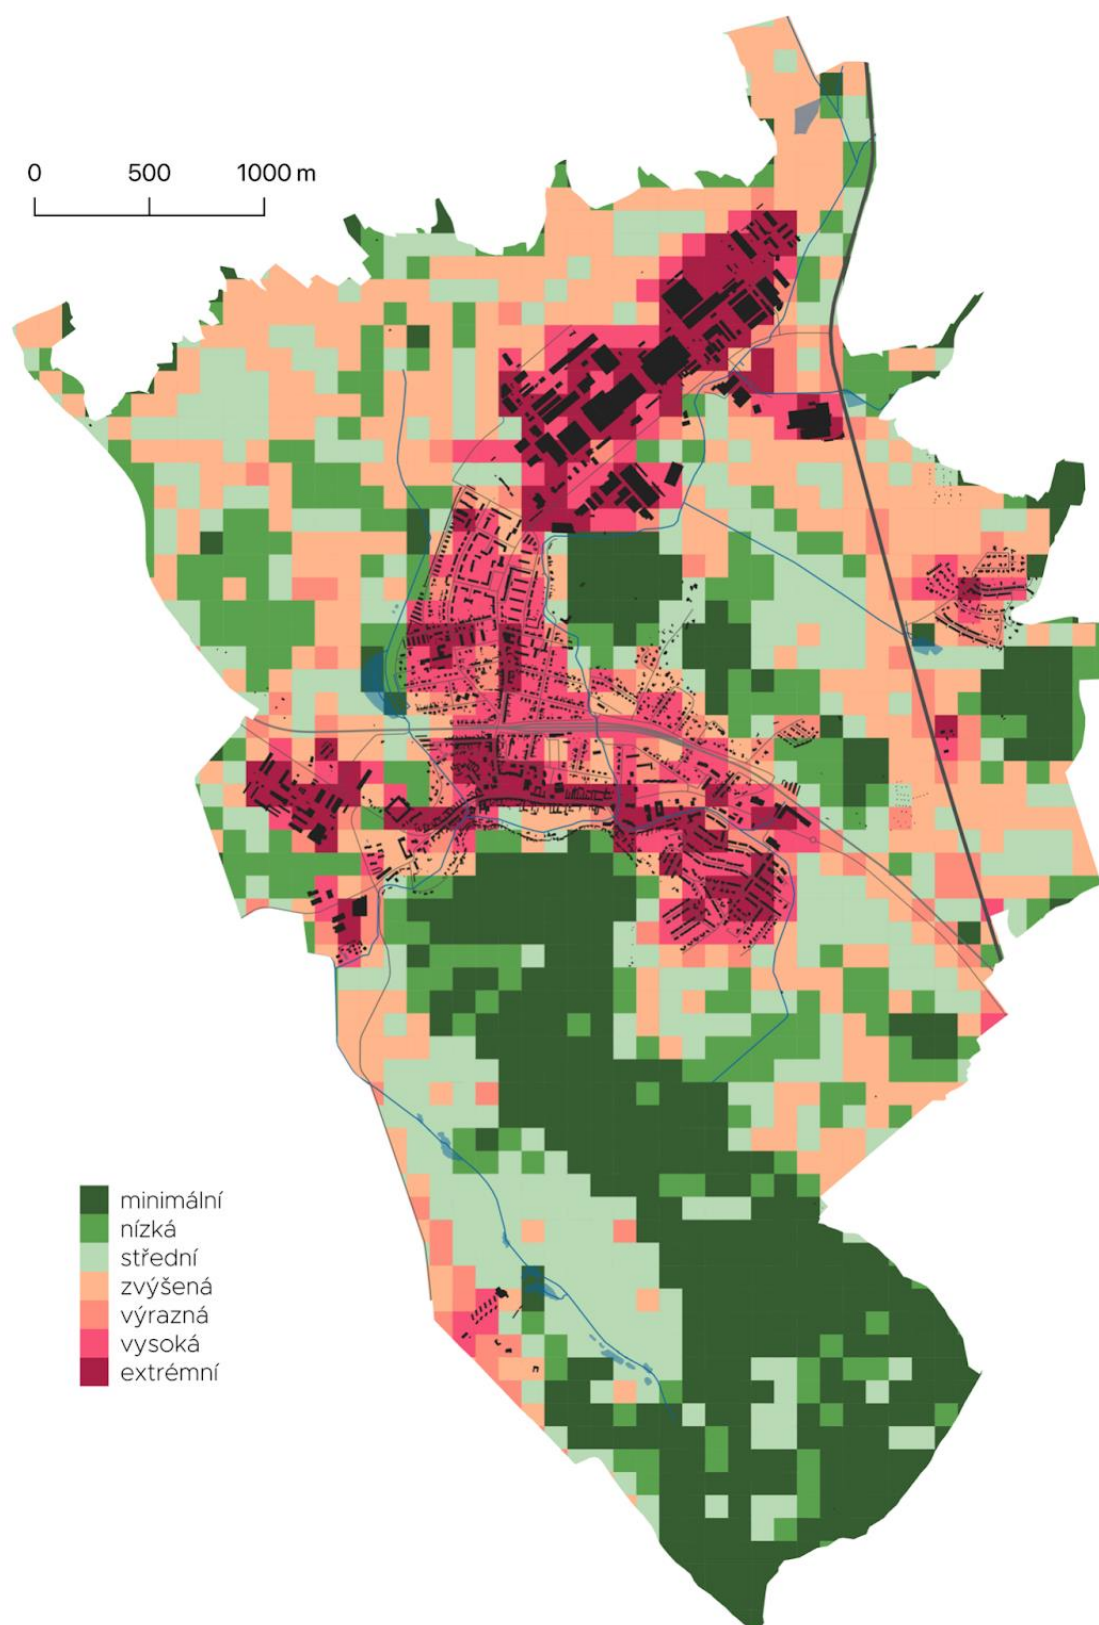 0 500 1000 m
minimální
nízká
střední
zvýšená
výrazná
vysoká
extrémní